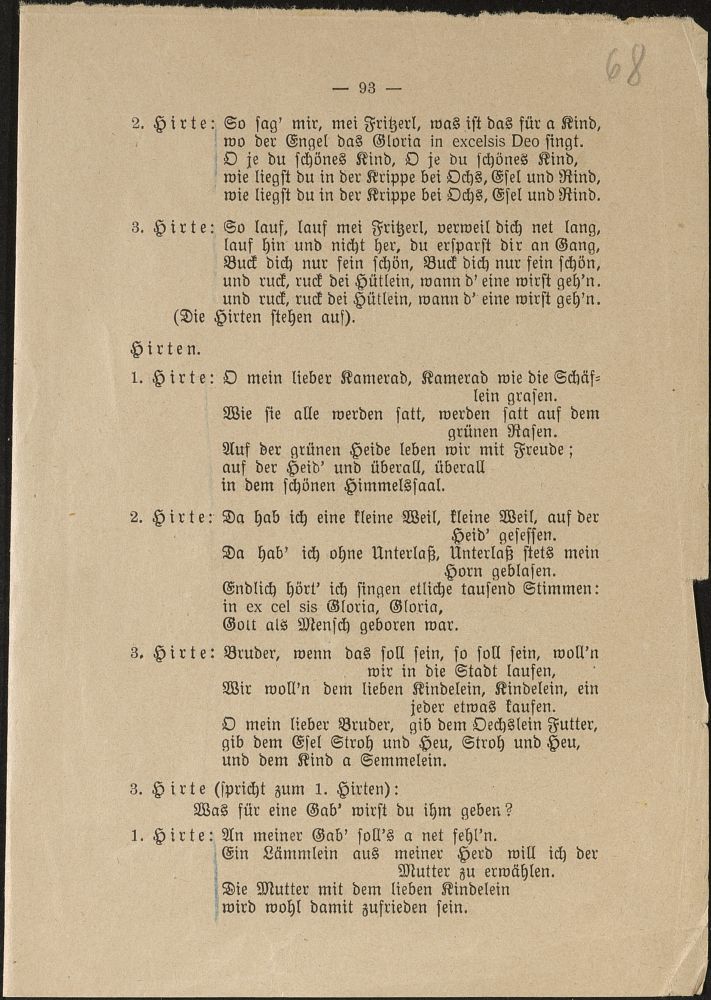 68
— 93 —
2. Hirte: So sag' mir, mei Fritzerl, was ist das für a Kind,
wo der Engel das Gloria in excelsis Deo singt.
O je du schönes Kind, O je du schönes Kind,
wie liegst du in der Krippe bei Ochs, Esel und Rind,
wie liegst du in der Krippe bei Ochs, Esel und Rind.
3. Hirte: So lauf, lauf mei Fritzerl, verweil dich net lang,
lauf hin und nicht her, du ersparst dir an Gang,
Buck dich nur fein schön, Buck dich nur fein schön,
und ruck, ruck dei Hütlein, wann d' eine wirst geh'n.
und ruck, ruck dei Hüttlein, wann d' eine wirst geh'n.
(Die Hirten stehen auf).
Hirten.
1. Hirte: O mein lieber Kamerad, Kamerad wie die Schäf-
lein grasen.
Wie sie alle werden satt, werden satt auf dem
grünen Rasen.
Auf der grünen Heide leben wir mit Freude;
auf der Heid' und überall, überall
in dem schönen Himmelssaal.
2. Hirte: Da hab ich eine kleine Weil, kleine Weil, auf der
Heid' gesessen.
Da hab' ich ohne Unterlaß, Unterlaß stets mein
Horn geblasen.
Endlich hört' ich singen etliche tausend Stimmen:
in ex cel sis Gloria, Gloria,
Gott als Mensch geboren war.
3. Hirte: Bruder, wenn das soll sein, so soll sein, woll'n
wir in die Stadt laufen,
Wir woll'n dem lieben Kindelein, Kindelein, ein
jeder etwas kaufen.
O mein lieber Bruder, gib dem Oechslein Futter,
gib dem Esel Stroh und Heu, Stroh und Heu,
und dem Kind a Semmelein.
3. Hirte (spricht zum 1. Hirten):
Was für eine Gab' wirst du ihm geben?
1. Hirte: An meiner Gab' soll's a net fehl'n.
Ein Lämmlein aus meiner Herd will ich der
Mutter zu erwählen.
Die Mutter mit dem lieben Kindelein
wird wohl damit zufrieden sein.